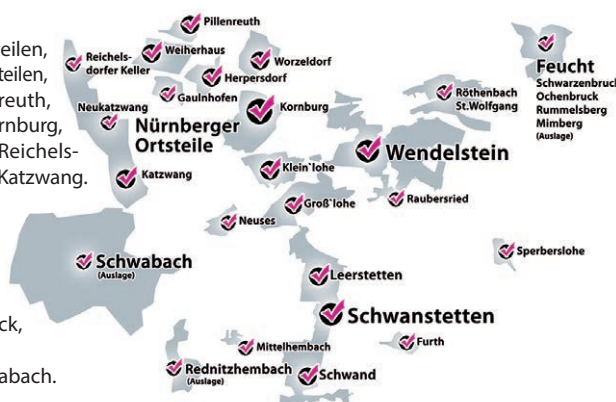 eilen,
teilen,
reuth,
rnburg,
Reichels-
Katzwang.
ck,
abach.
Pillenreuth
Reichels-
dorfer Keller
Weiherhaus
Worzeldorf
Herpersdorf
Gaulnhofen
Neukatzwang
Kornburg
Nürnberger
Ortsteile
Katzwang
Röthenbach
St.Wolfgang
Feucht
Schwarzenbruck
Ochenbruck
Rummelsberg
Mimberg
(Auslage)
Wendelstein
Klein`lohe
Groß`lohe
Raubersried
Neuses
Schwabach
(Auslage)
Sperberslohe
Leerstetten
Schwanstetten
Furth
Mittelhembach
Rednitzhembach
(Auslage)
Schwand